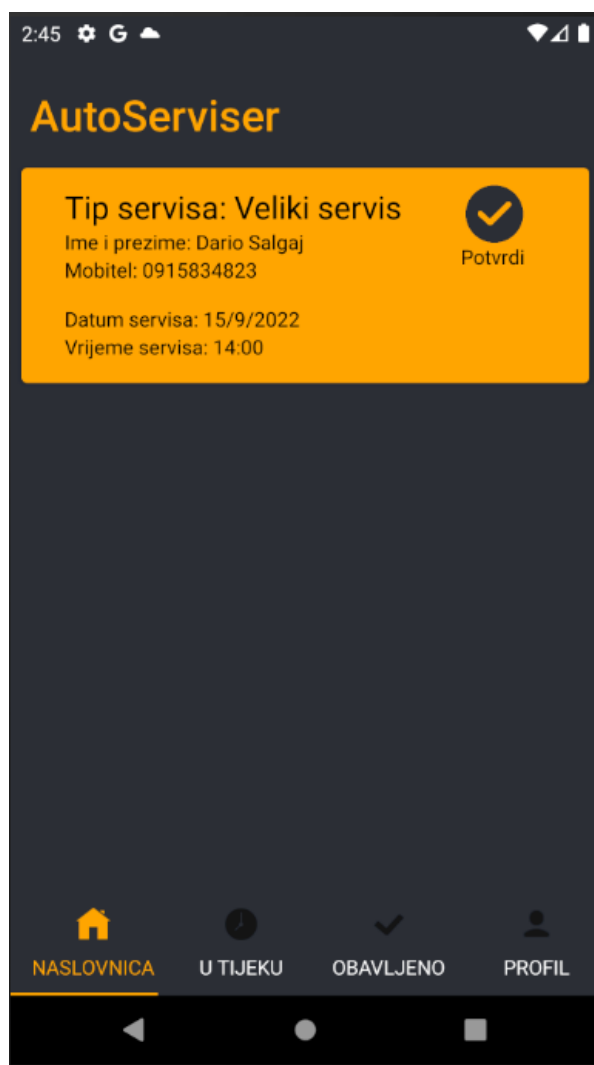 2:45 G
AutoServiser
Tip servisa: Veliki servis
Ime i prezime: Dario Salgaj
Mobitel: 0915834823
Potvrdi
Datum servisa: 15/9/2022
Vrijeme servisa: 14:00
NASLOVNICA U TIJEKU OBAVLJENO PROFIL